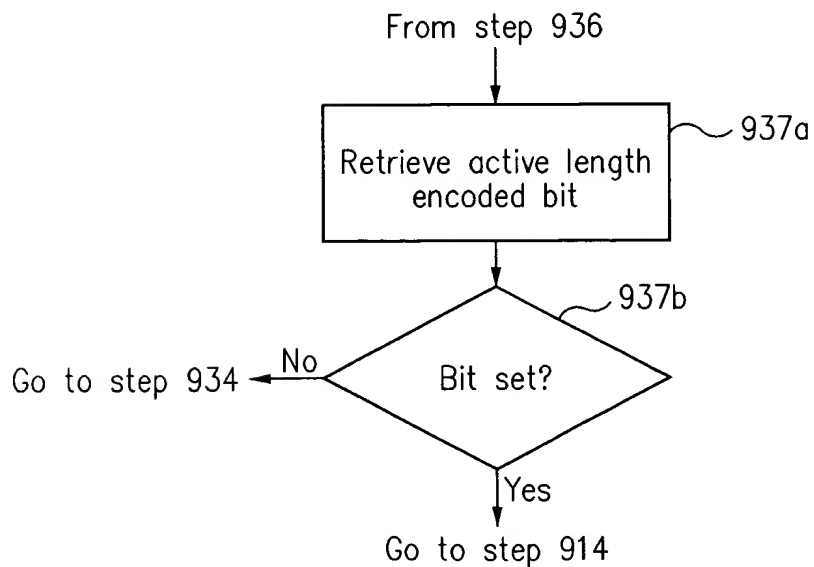 From step 936
937a
Retrieve active length
encoded bit
937b
Bit set?
No
Go to step 934
Yes
Go to step 914